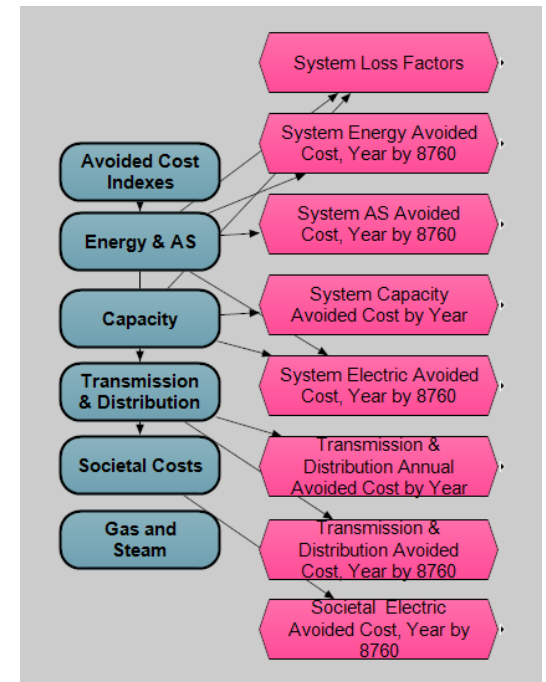 System Loss Factors
System Energy Avoided
Cost, Year by 8760
Avoided Cost
Indexes
System AS Avoided
Cost, Year by 8760
Energy & AS
System Capacity
Avoided Cost by Year
Capacity
System Electric Avoided
Cost, Year by 8760
Transmission
& Distribution
Transmission &
Distribution Annual
Avoided Cost by Year
Societal Costs
Transmission &
Distribution Avoided
Cost, Year by 8760
Gas and
Steam
Societal Electric
Avoided Cost, Year by
8760